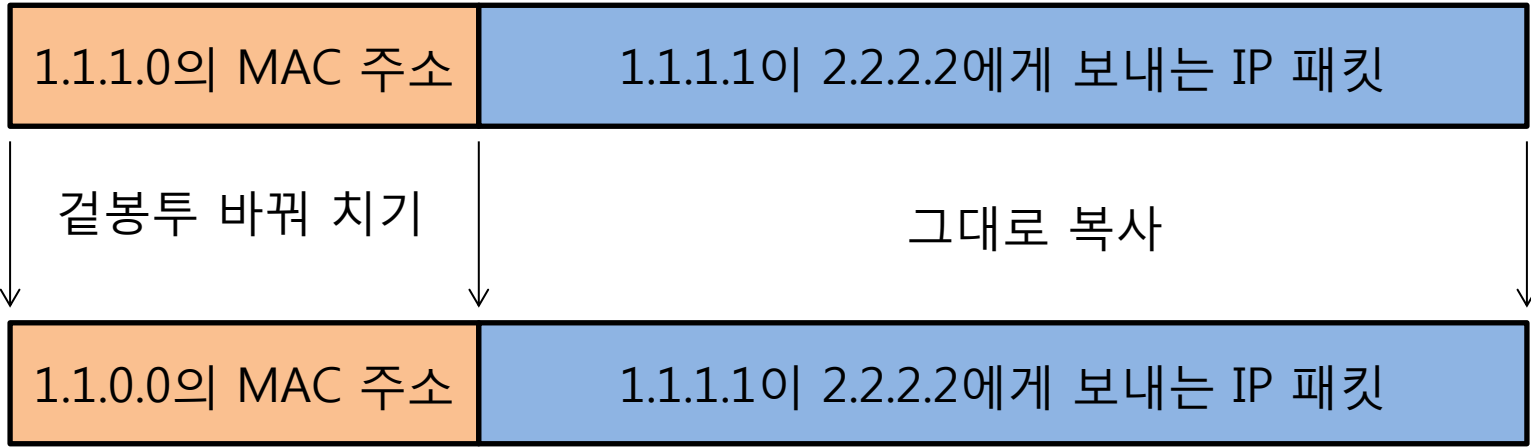 1.1.1.0의 MAC 주소
1.1.1.1이 2.2.2.2에게 보내는 IP 패킷
겉봉투 바꿔 치기
그대로 복사
1.1.0.0의 MAC 주소
1.1.1.1이 2.2.2.2에게 보내는 IP 패킷